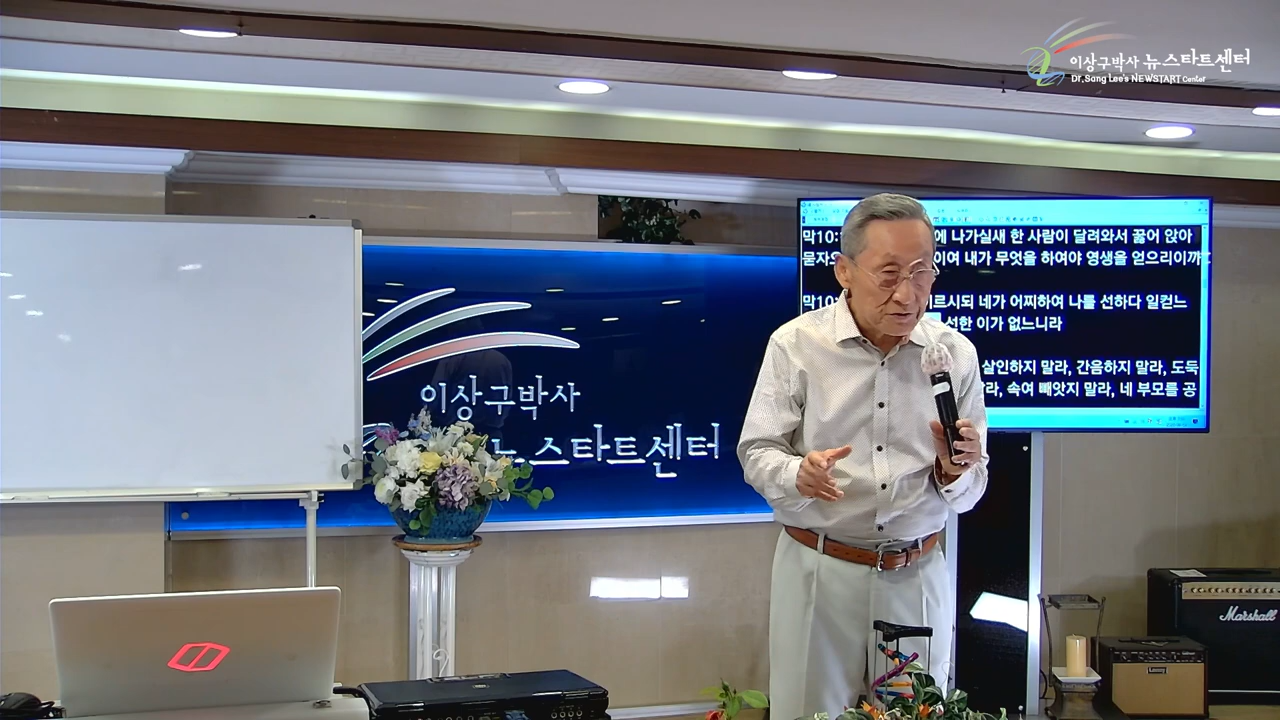 이상구박사 뉴스타트센터
Dr.Sang Lee's NEWSTART Center
막10:
에 나가실새 한 사람이 달려와서 꿇어 앉아
묻자오
이여 내가 무엇을 하여야 영생을 얻으리이까
막10:
이르시되 네가 어찌하여 나를 선하다 일컫느
선한 이가 없느니라
살인하지 말라, 간음하지 말라, 도둑
라, 속여 빼앗지 말라, 네 부모를 공
이상구박사
뉴스타트센터
Marshall
Laney